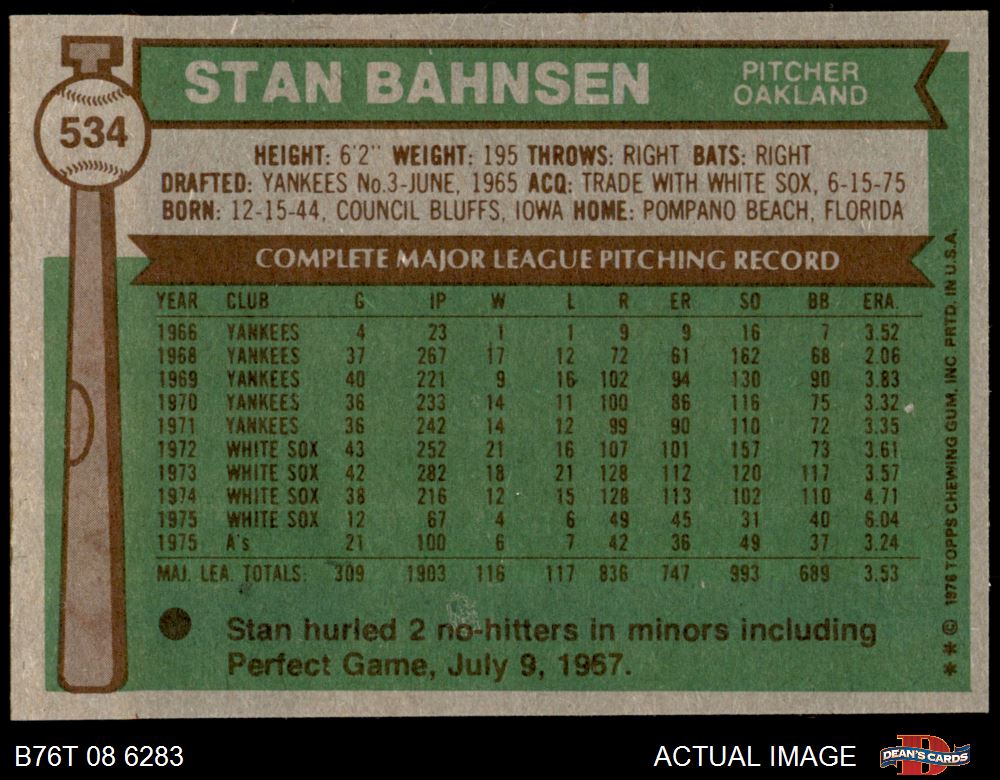 STAN BAHNSEN
PITCHER
OAKLAND
534
HEIGHT: 6'2" WEIGHT: 195 THROWS: RIGHT BATS: RIGHT
DRAFTED: YANKEES No.3-JUNE, 1965 ACQ: TRADE WITH WHITE SOX, 6-15-75
BORN: 12-15-44, COUNCIL BLUFFS, IOWA HOME: POMPANO BEACH, FLORIDA
COMPLETE MAJOR LEAGUE PITCHING RECORD
YEAR CLUB G IP W L R ER SO BB ERA.
1966 YANKEES 4 23 1 1 9 9 16 7 3.52
1968 YANKEES 37 267 17 12 72 61 162 68 2.06
1969 YANKEES 40 221 9 16 102 94 130 90 3.83
1970 YANKEES 36 233 14 11 100 86 116 75 3.32
1971 YANKEES 36 242 14 12 99 90 110 72 3.35
1972 WHITE SOX 43 252 21 16 107 101 157 73 3.61
1973 WHITE SOX 42 282 18 21 128 112 120 117 3.57
1974 WHITE SOX 38 216 12 15 128 113 102 110 4.71
1975 WHITE SOX 12 67 4 6 49 45 31 40 6.04
1975 A's 21 100 6 7 42 36 49 37 3.24
MAJ. LEA. TOTALS: 309 1903 116 117 836 747 993 689 3.53
Stan hurled 2 no-hitters in minors including
Perfect Game, July 9, 1967.
** © 1976 TOPPS CHEWING GUM, INC. PRTD. IN U.S.A.
B76T 08 6283
ACTUAL IMAGE
DEAN'S CARDS